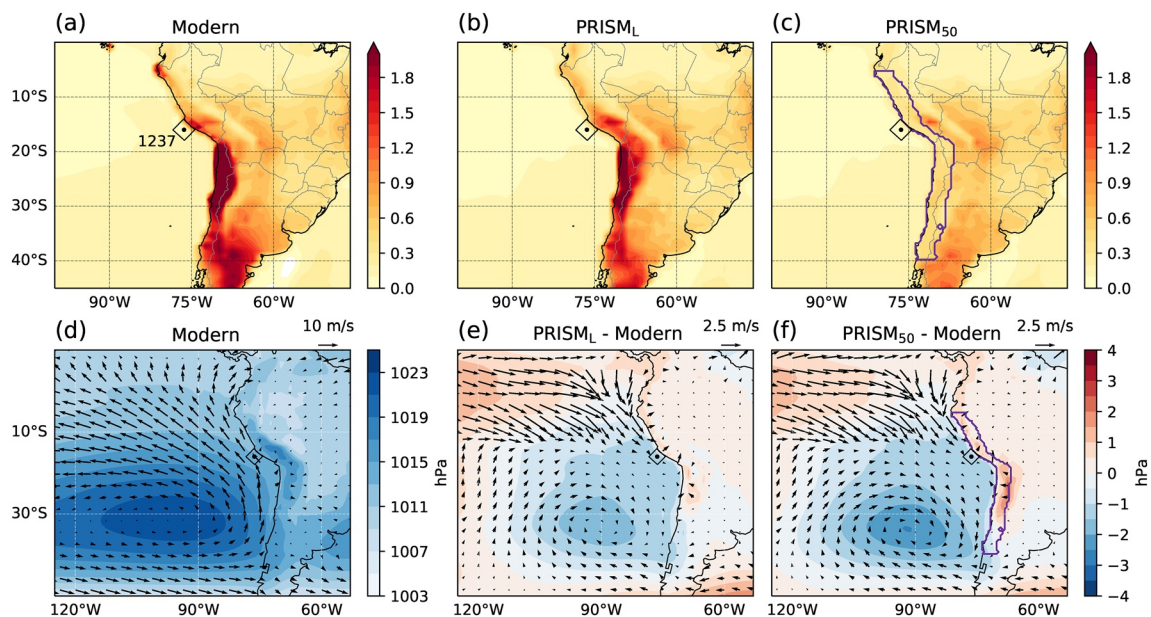 (a) Modern
(b) PRISML
(c) PRISM50
1.8
1.5
1.2
0.9
0.6
0.3
0.0
1.8
1.5
1.2
0.9
0.6
0.3
0.0
10°S
20°S
30°S
40°S
1237
90°W 75°W 60°W
90°W 75°W 60°W
90°W 75°W 60°W
(d) Modern 10 m/s
(e) PRISML - Modern 2.5 m/s
(f) PRISM50 - Modern 2.5 m/s
10°S
30°S
1023
1019
1015
1011
1007
1003
hPa
4
3
2
1
0
−1
−2
−3
−4
hPa
120°W 90°W 60°W
120°W 90°W 60°W
120°W 90°W 60°W